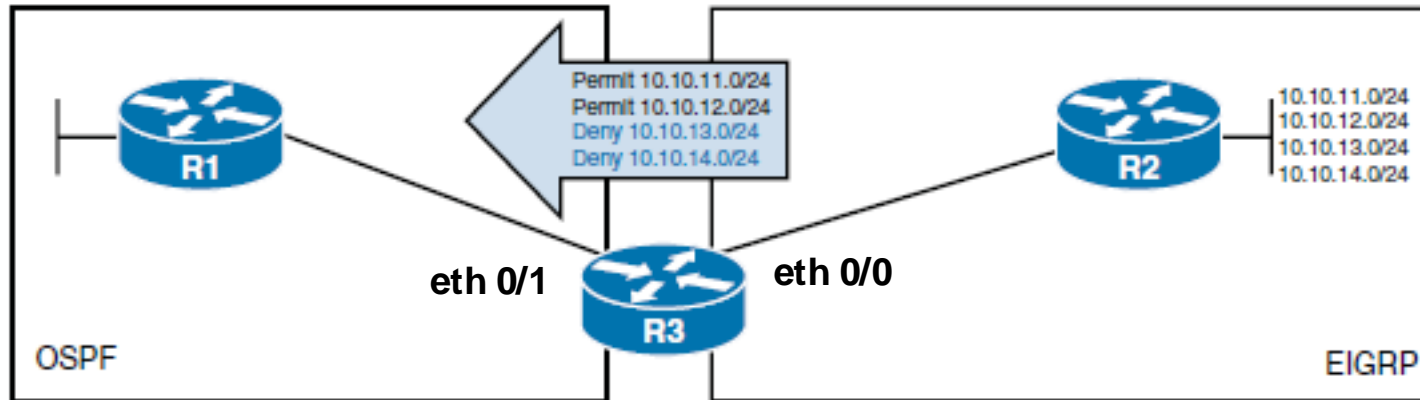 Permit 10.10.11.0/24
Permit 10.10.12.0/24
Deny 10.10.13.0/24
Deny 10.10.14.0/24
R1
R2
10.10.11.0/24
10.10.12.0/24
10.10.13.0/24
10.10.14.0/24
eth 0/1
eth 0/0
R3
OSPF
EIGRP